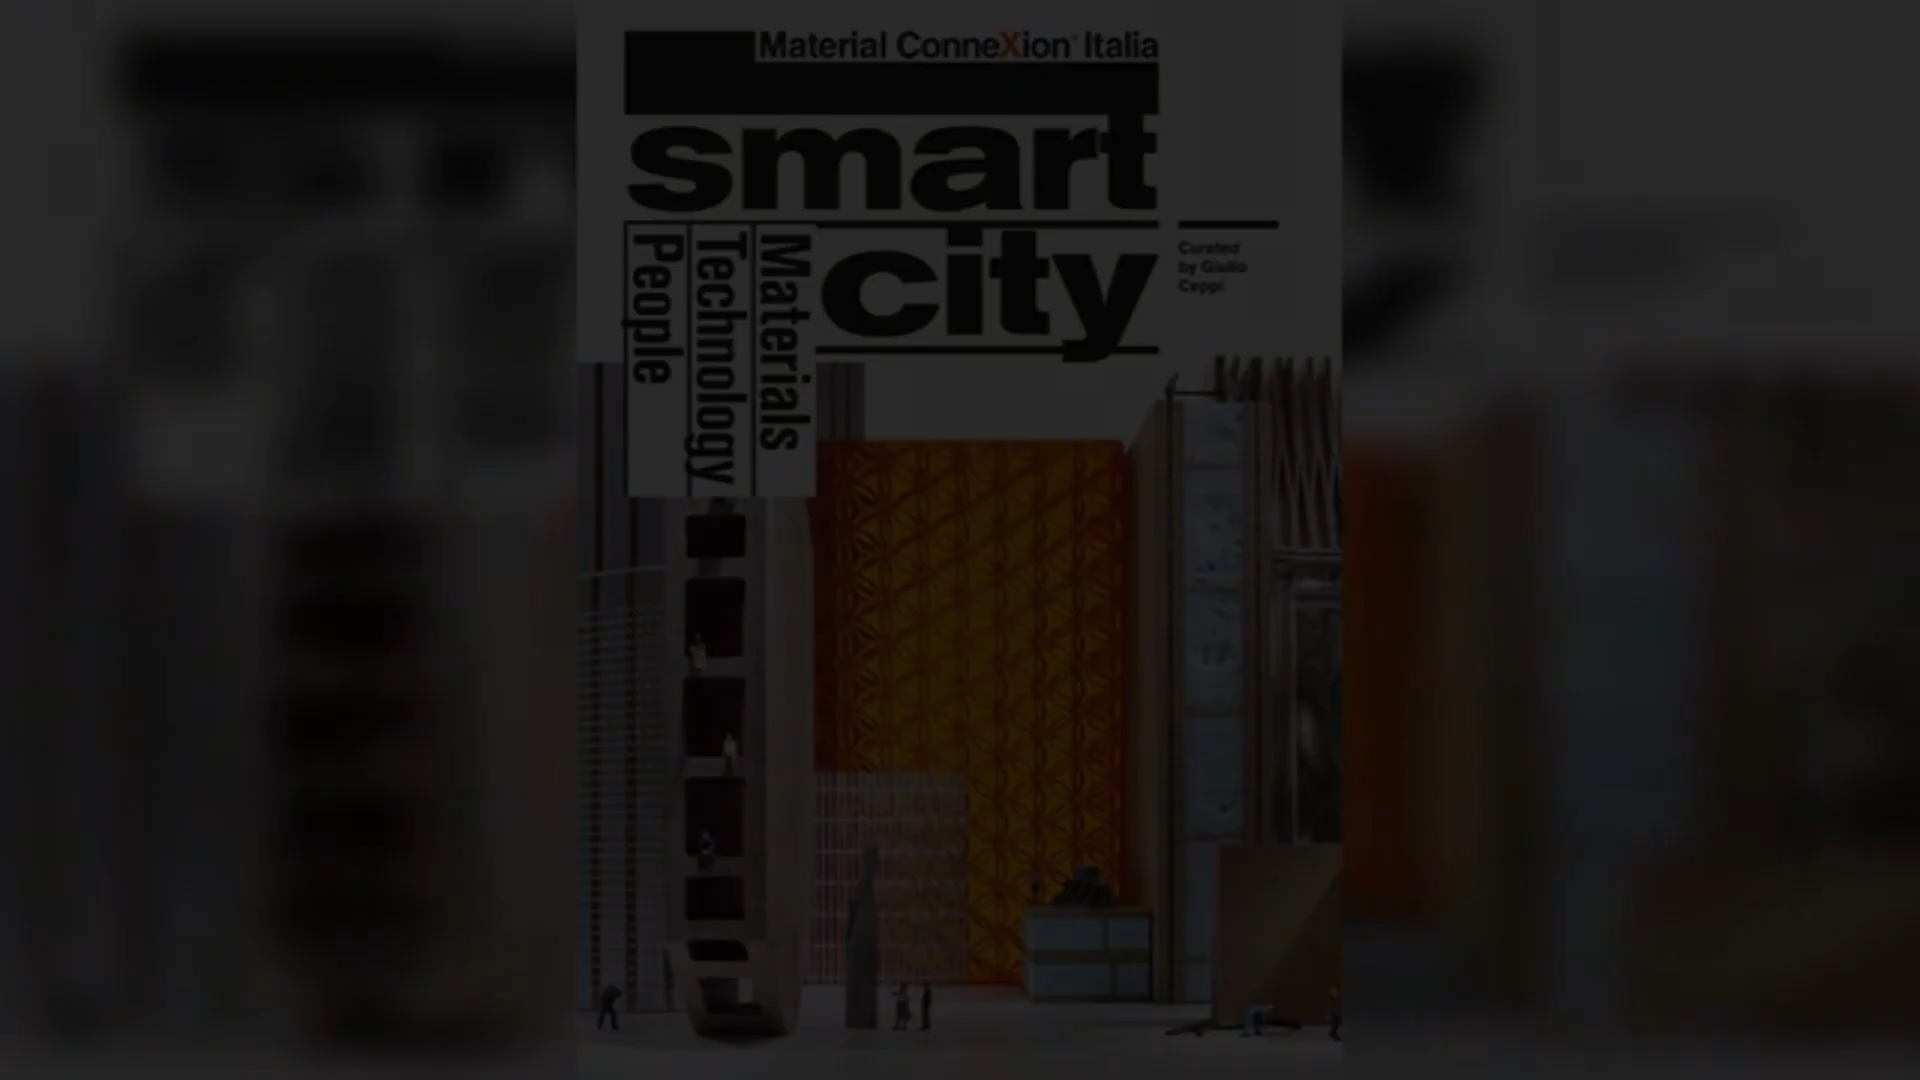 Material ConneXion® Italia
smart
city
Materials
Technology
People
Curated
by Giulio
Ceppi